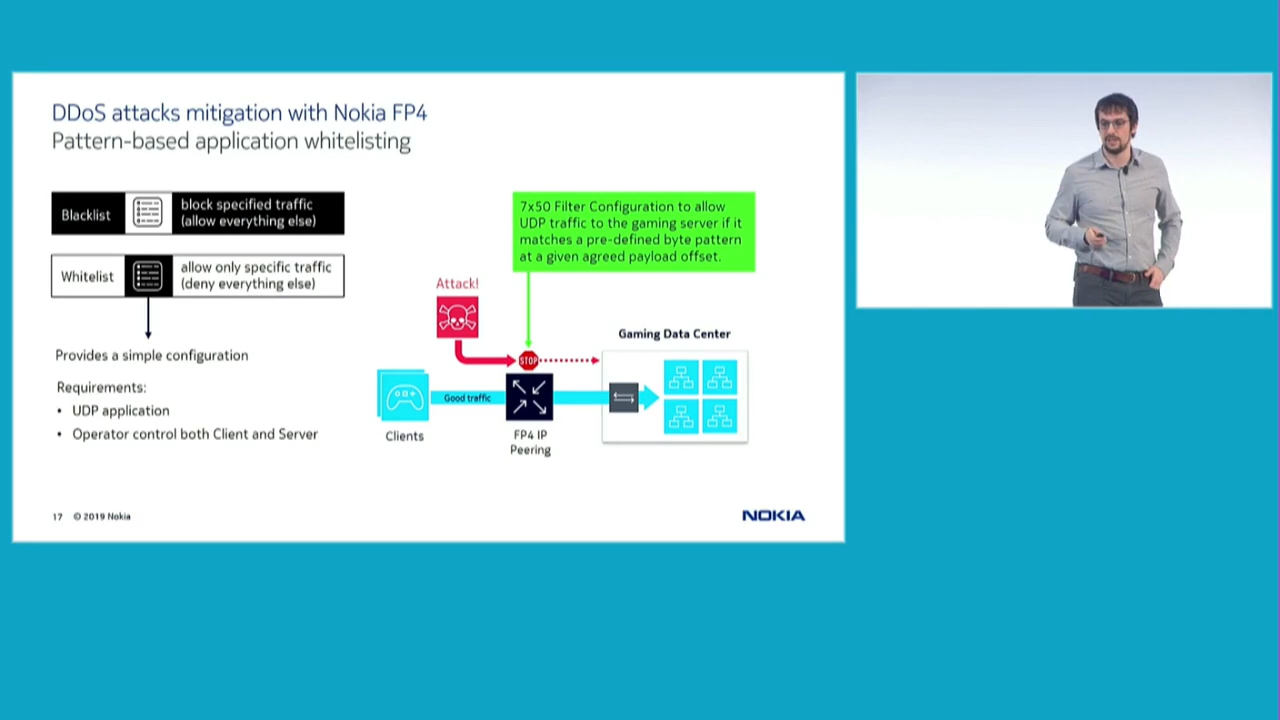 DDoS attacks mitigation with Nokia FP4
Pattern-based application whitelisting
Blacklist
block specified traffic
(allow everything else)
Whitelist
allow only specific traffic
(deny everything else)
Provides a simple configuration
Requirements:
• UDP application
• Operator control both Client and Server
7x50 Filter Configuration to allow
UDP traffic to the gaming server if it
matches a pre-defined byte pattern
at a given agreed payload offset.
Attack!
STOP
Gaming Data Center
Good traffic
Clients
FP4 IP
Peering
17 © 2019 Nokia
NOKIA